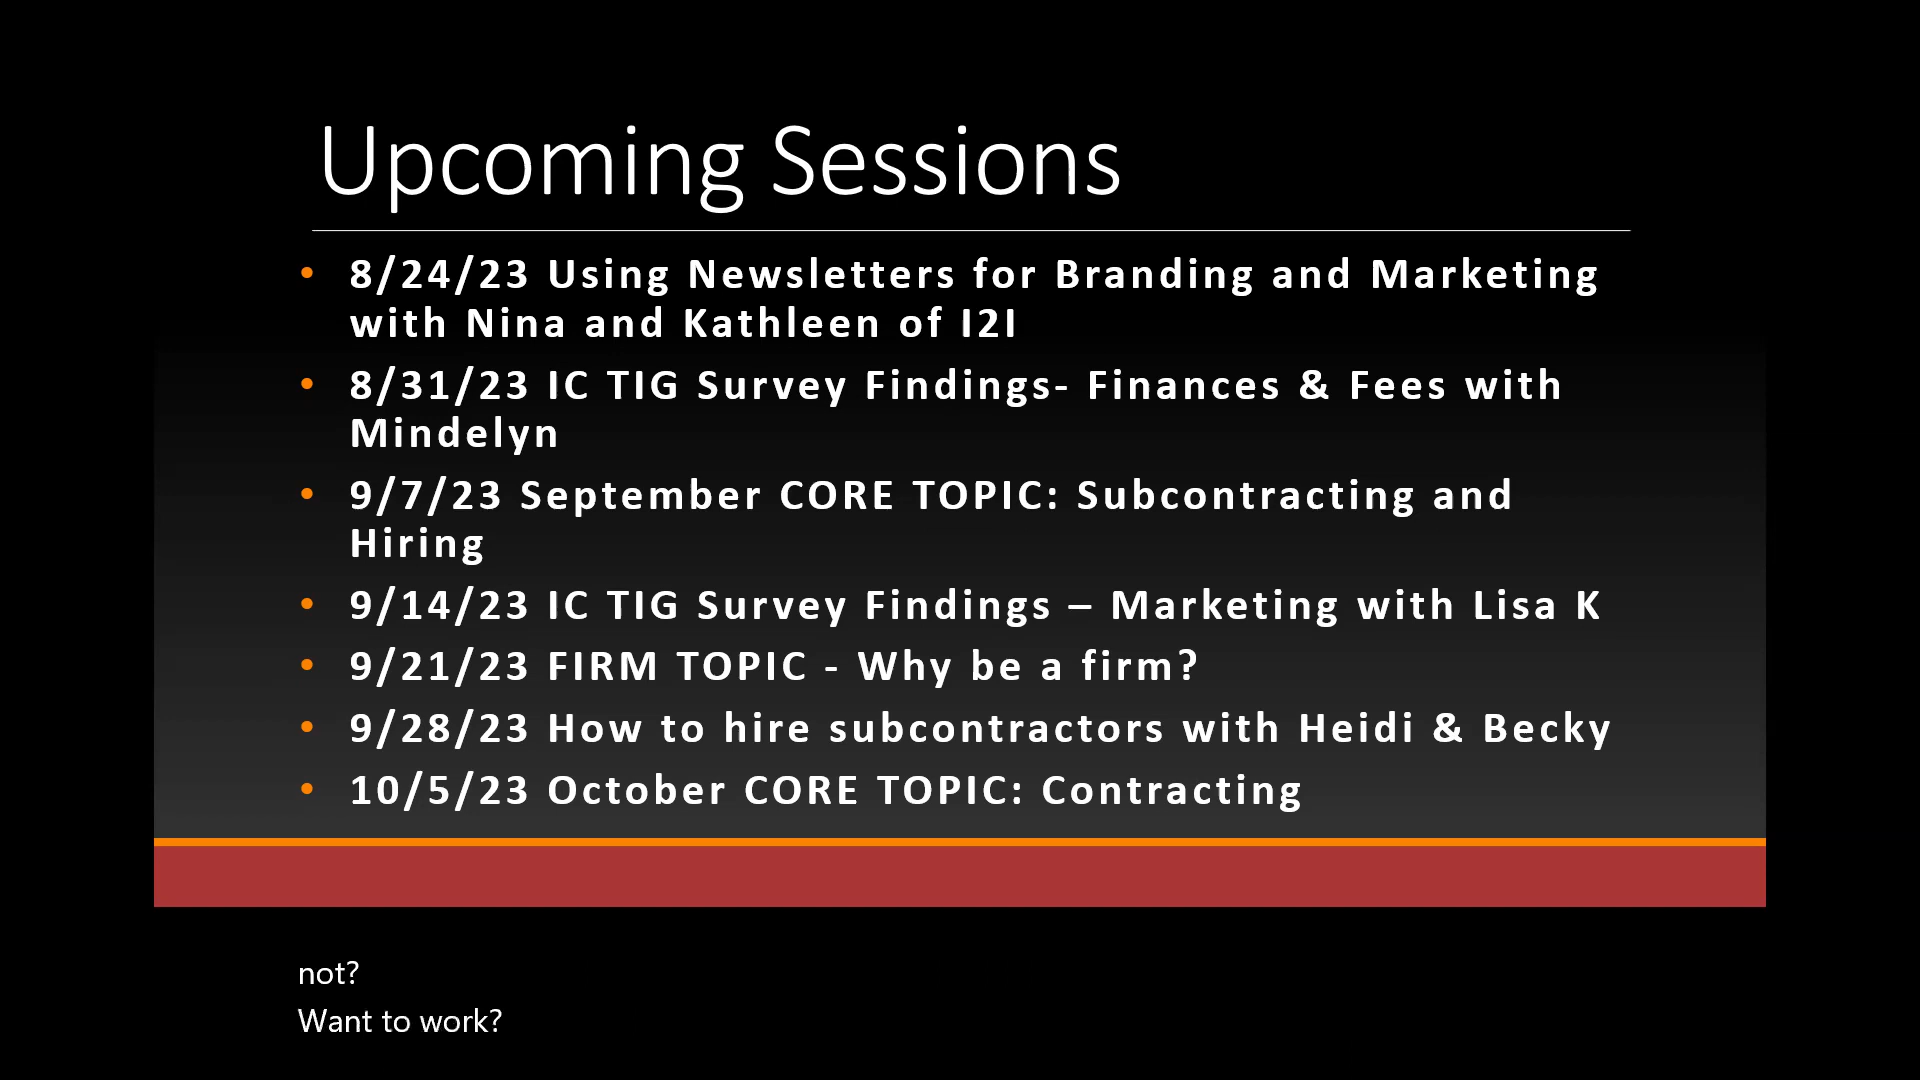 Upcoming Sessions
• 8/24/23 Using Newsletters for Branding and Marketing
with Nina and Kathleen of I2I
• 8/31/23 IC TIG Survey Findings- Finances & Fees with
Mindelyn
• 9/7/23 September CORE TOPIC: Subcontracting and
Hiring
• 9/14/23 IC TIG Survey Findings – Marketing with Lisa K
• 9/21/23 FIRM TOPIC - Why be a firm?
• 9/28/23 How to hire subcontractors with Heidi & Becky
• 10/5/23 October CORE TOPIC: Contracting
not?
Want to work?